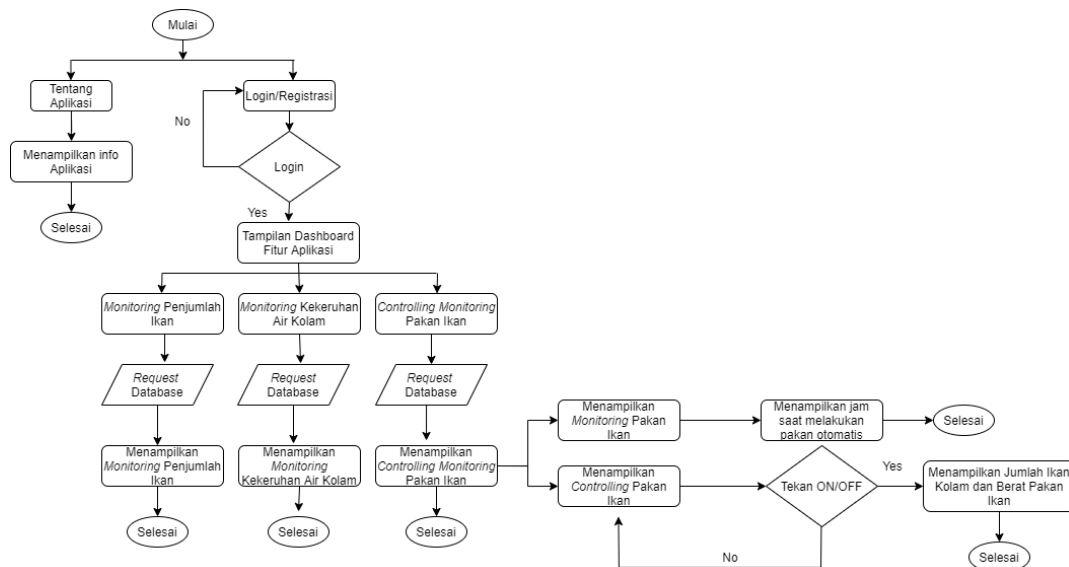 Mulai
Tentang
Aplikasi
Login/Registrasi
No
Menampilkan info
Aplikasi
Login
Selesai
Yes
Tampilan Dashboard
Fitur Aplikasi
Monitoring Penjumlah
Ikan
Monitoring Kekeruhan
Air Kolam
Controlling Monitoring
Pakan Ikan
Request
Database
Request
Database
Request
Database
Menampilkan
Monitoring Penjumlah
Ikan
Menampilkan
Monitoring
Kekeruhan Air Kolam
Menampilkan
Controlling Monitoring
Pakan Ikan
Selesai
Selesai
Selesai
Menampilkan
Monitoring Pakan
Ikan
Menampilkan jam
saat melakukan
pakan otomatis
Selesai
Menampilkan
Controlling Pakan
Ikan
Tekan ON/OFF
Yes
Menampilkan Jumlah Ikan
Kolam dan Berat Pakan
Ikan
No
Selesai